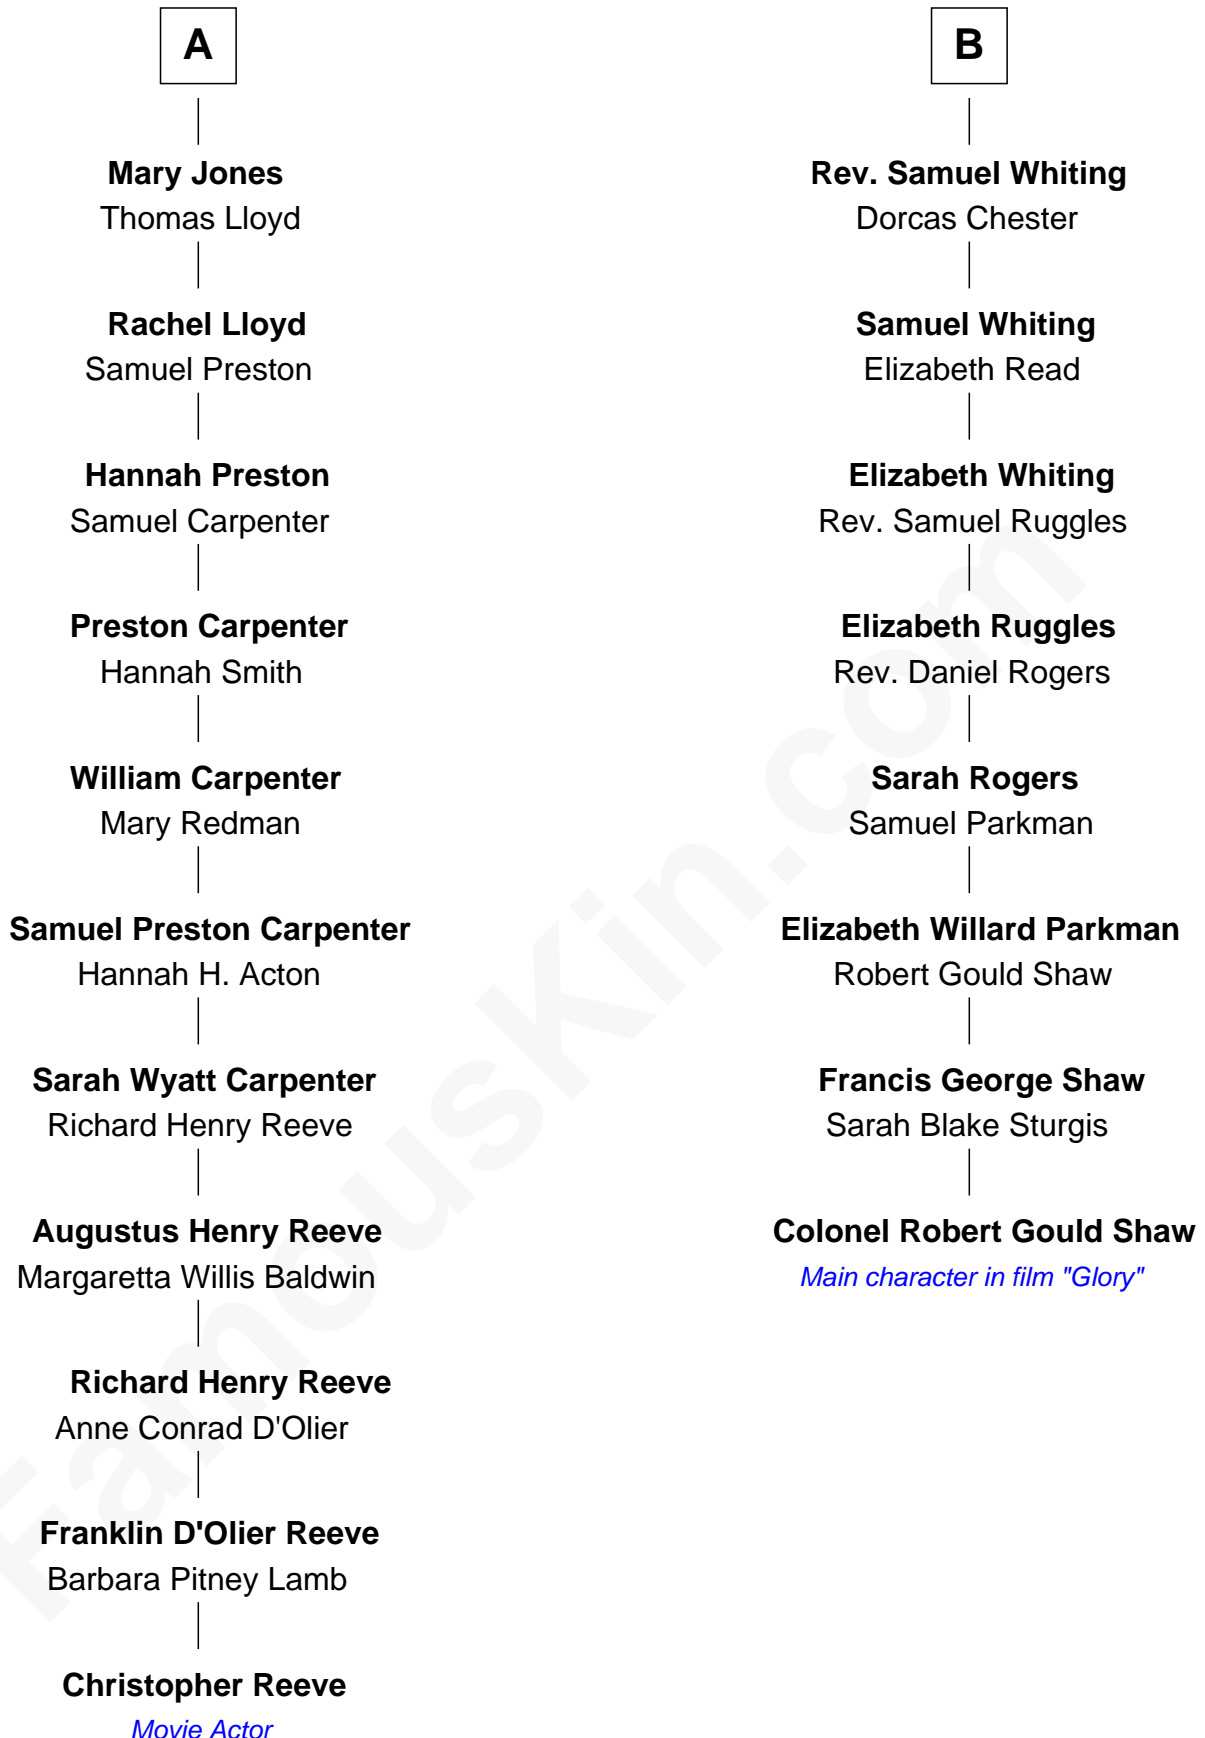 A
Mary Jones
Thomas Lloyd
Rachel Lloyd
Samuel Preston
Hannah Preston
Samuel Carpenter
Preston Carpenter
Hannah Smith
William Carpenter
Mary Redman
Samuel Preston Carpenter
Hannah H. Acton
Sarah Wyatt Carpenter
Richard Henry Reeve
Augustus Henry Reeve
Margaretta Willis Baldwin
Richard Henry Reeve
Anne Conrad D'Olier
Franklin D'Olier Reeve
Barbara Pitney Lamb
Christopher Reeve
Movie Actor
B
Rev. Samuel Whiting
Dorcas Chester
Samuel Whiting
Elizabeth Read
Elizabeth Whiting
Rev. Samuel Ruggles
Elizabeth Ruggles
Rev. Daniel Rogers
Sarah Rogers
Samuel Parkman
Elizabeth Willard Parkman
Robert Gould Shaw
Francis George Shaw
Sarah Blake Sturgis
Colonel Robert Gould Shaw
Main character in film "Glory"
FamousKin.com